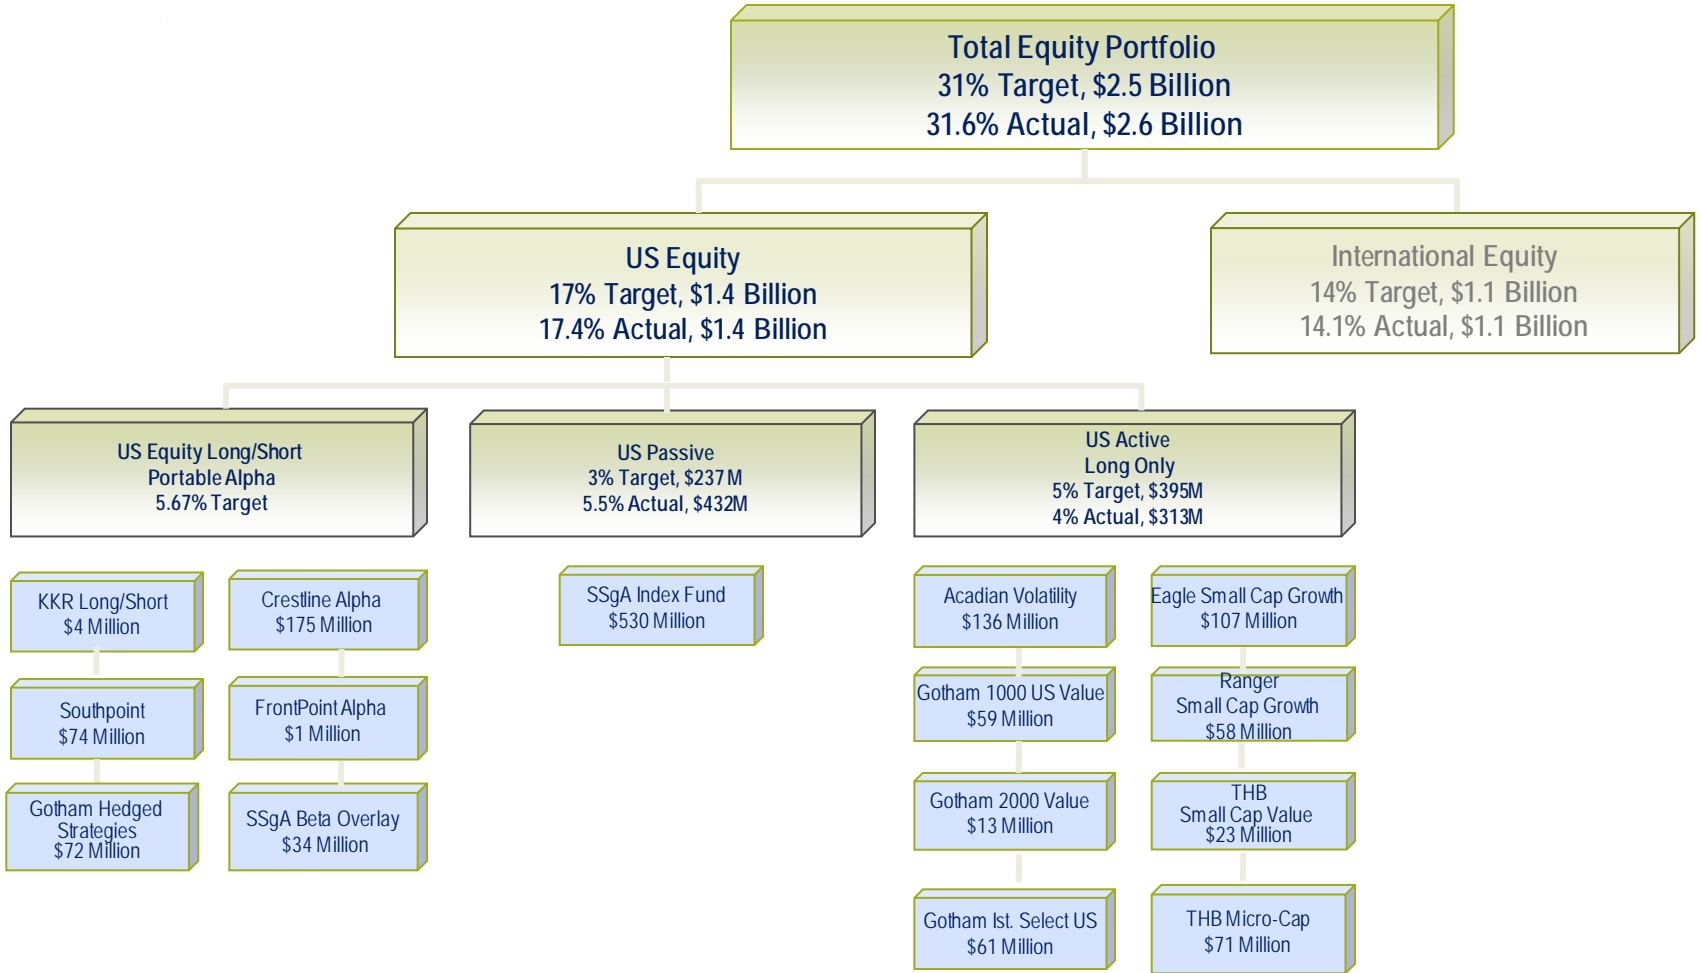 Total Equity Portfolio
31% Target, $2.5 Billion
31.6% Actual, $2.6 Billion
US Equity
17% Target, $1.4 Billion
17.4% Actual, $1.4 Billion
International Equity
14% Target, $1.1 Billion
14.1% Actual, $1.1 Billion
US Equity Long/Short
Portable Alpha
5.67% Target
US Passive
3% Target, $237M
5.5% Actual, $432M
US Active
Long Only
5% Target, $395M
4% Actual, $313M
KKR Long/Short
$4 Million
Southpoint
$74 Million
Gotham Hedged
Strategies
$72 Million
Crestline Alpha
$175 Million
FrontPoint Alpha
$1 Million
SSgA Beta Overlay
$34 Million
SSgA Index Fund
$530 Million
Acadian Volatility
$136 Million
Gotham 1000 US Value
$59 Million
Gotham 2000 Value
$13 Million
Gotham Ist. Select US
$61 Million
Eagle Small Cap Growth
$107 Million
Ranger
Small Cap Growth
$58 Million
THB
Small Cap Value
$23 Million
THB Micro-Cap
$71 Million